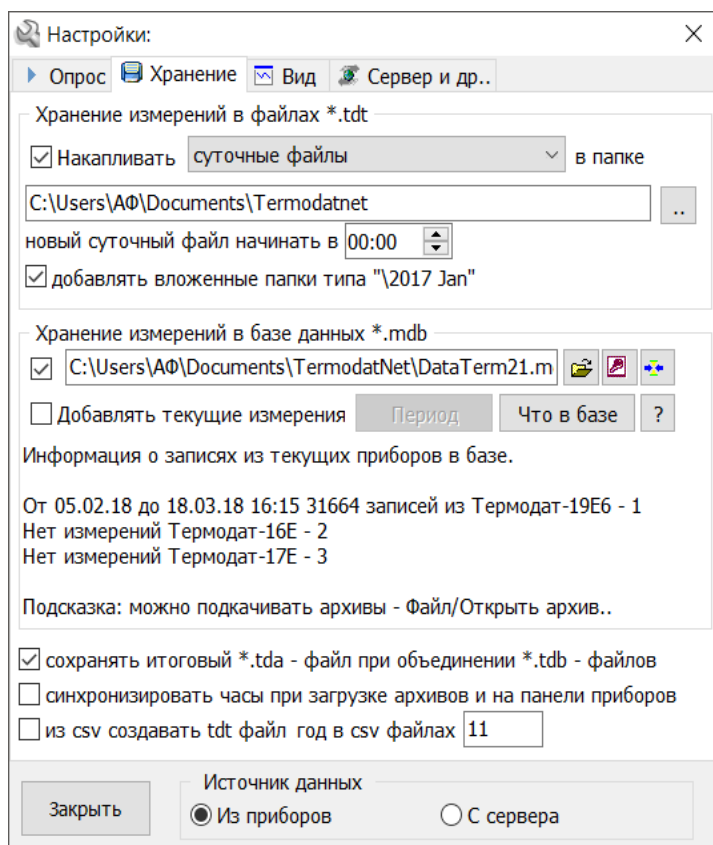 Настройки:
Опрос Хранение Вид Сервер и др..
Хранение измерений в файлах *.tdt
Накапливать суточные файлы в папке
C:\Users\АФ\Documents\Termodatnet ..
новый суточный файл начинать в 00:00
добавлять вложенные папки типа "\2017 Jan"
Хранение измерений в базе данных *.mdb
C:\Users\АФ\Documents\TermodatNet\DataTerm21.m
Добавлять текущие измерения Период Что в базе ?
Информация о записях из текущих приборов в базе.
От 05.02.18 до 18.03.18 16:15 31664 записей из Термодат-19Е6 - 1
Нет измерений Термодат-16Е - 2
Нет измерений Термодат-17Е - 3
Подсказка: можно подкачивать архивы - Файл/Открыть архив..
сохранять итоговый *.tda - файл при объединении *.tdb - файлов
синхронизировать часы при загрузке архивов и на панели приборов
из csv создавать tdt файл год в csv файлах 11
Источник данных
Закрыть Из приборов С сервера